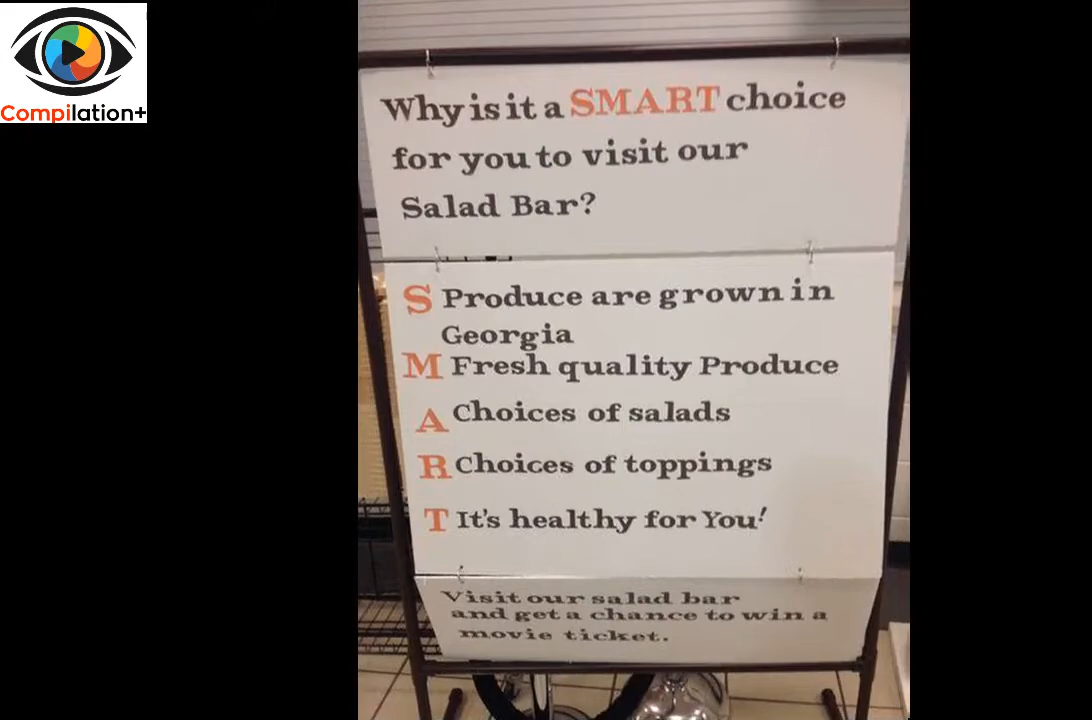 Compilation+
Why is it a SMART choice
for you to visit our
Salad Bar?
S Produce are grown in
Georgia
M Fresh quality Produce
A Choices of salads
R Choices of toppings
T It's healthy for You!
Visit our salad bar
and get a chance to win a
movie ticket.